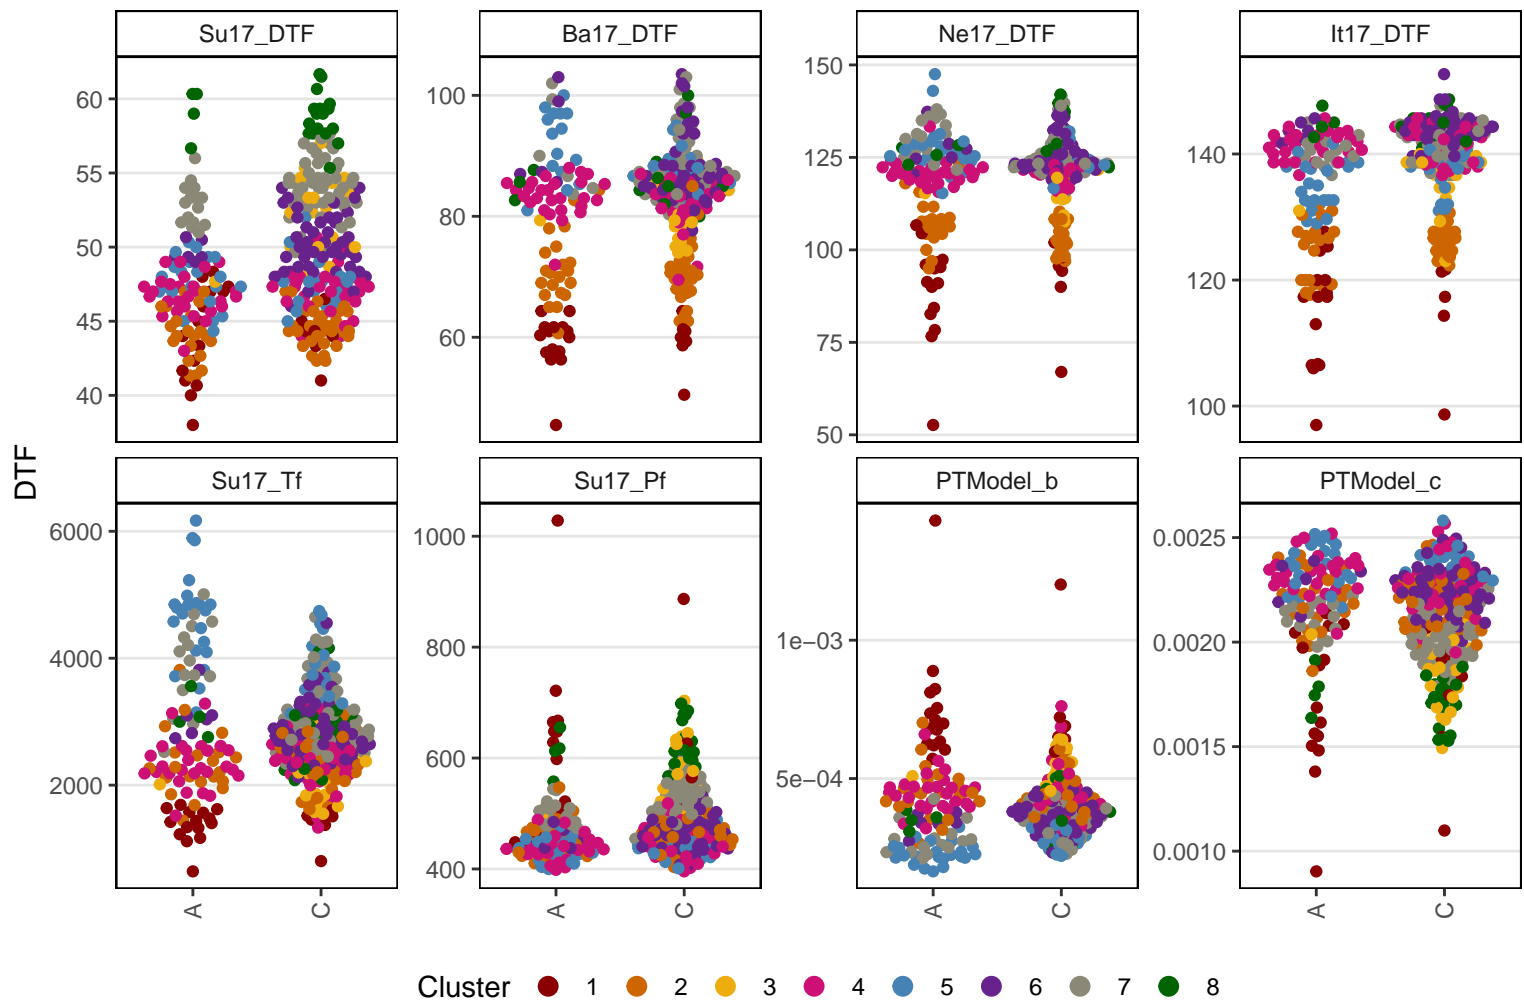 Su17_DTF
Ba17_DTF
Ne17_DTF
It17_DTF
60
55
50
45
40
100
80
60
150
125
100
75
50
140
120
100
DTF
Su17_Tf
Su17_Pf
PTModel_b
PTModel_c
6000
4000
2000
1000
800
600
400
1e−03
5e−04
0.0025
0.0020
0.0015
0.0010
A C A C A C A C
Cluster 1 2 3 4 5 6 7 8